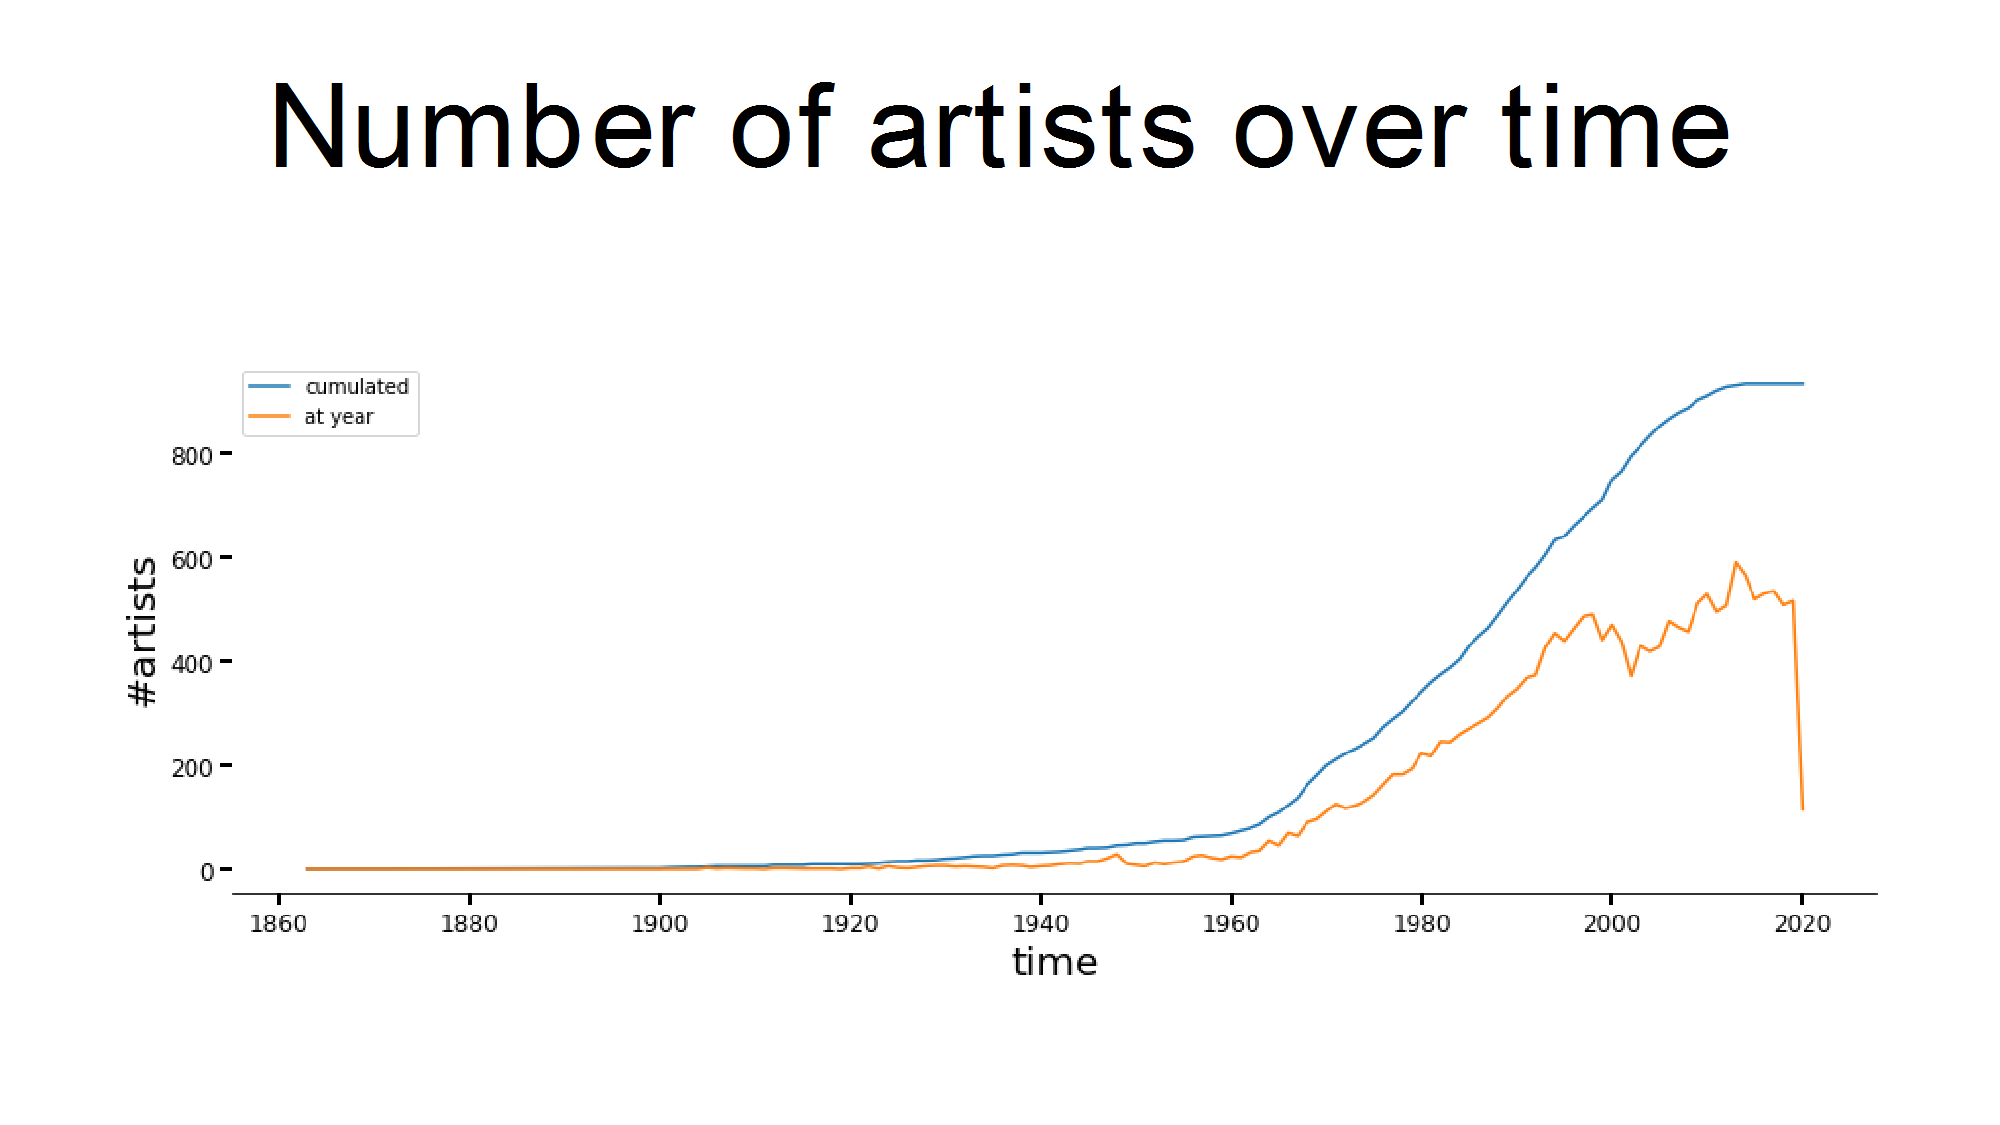 Number of artists over time
cumulated
at year
800
600
400
200
0
#artists
1860 1880 1900 1920 1940 1960 1980 2000 2020
time